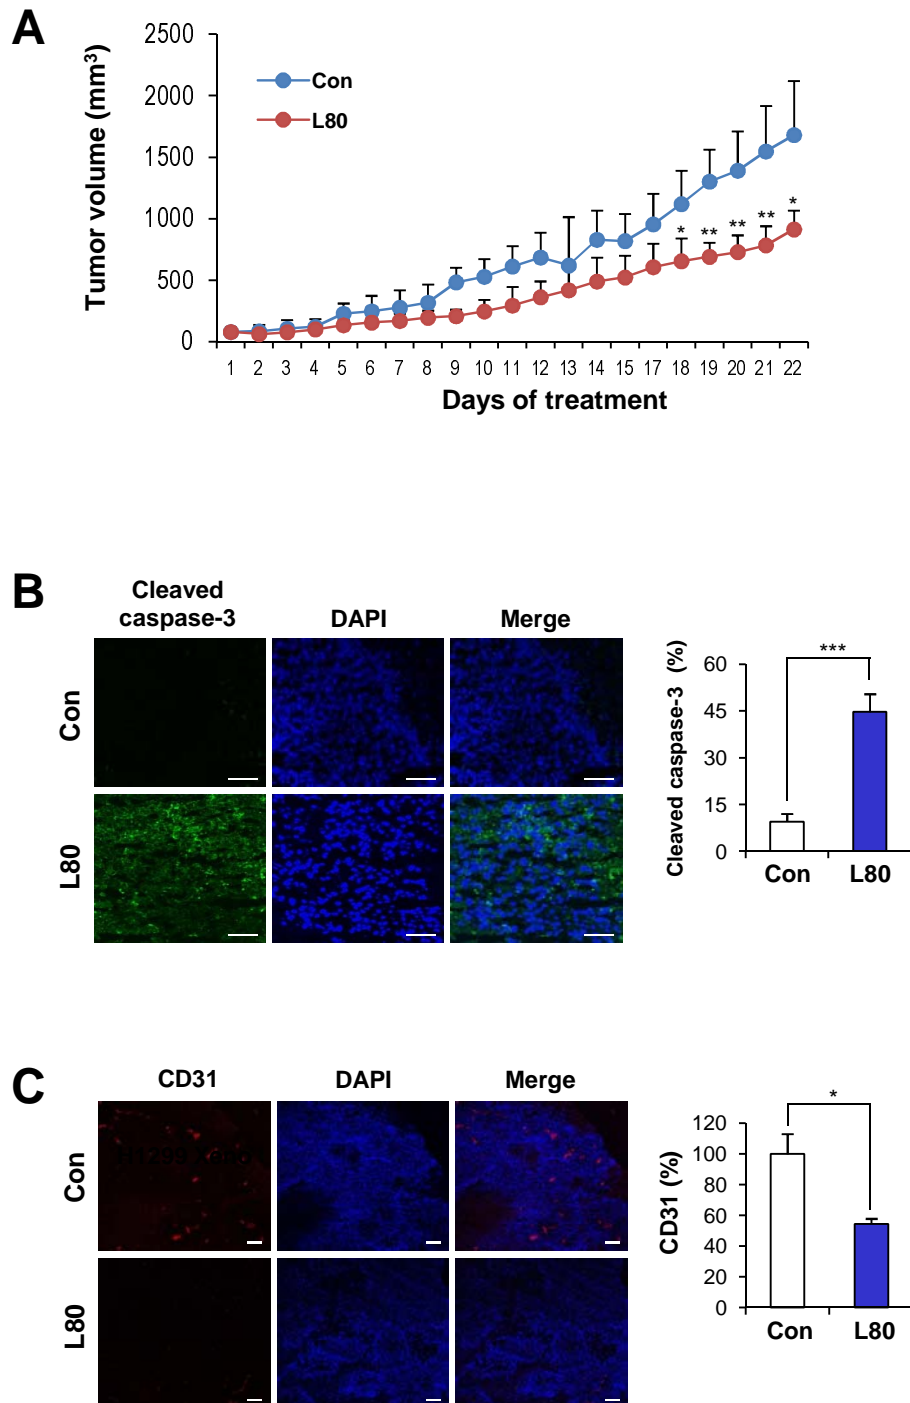 A
Tumor volume (mm³)
2500
2000
1500
1000
500
0
Con
L80
*
**
**
**
*
1 2 3 4 5 6 7 8 9 10 11 12 13 14 15 17 18 19 20 21 22
Days of treatment
B
Cleaved
caspase-3
DAPI
Merge
Con
L80
Cleaved caspase-3 (%)
60
45
30
15
0
***
Con
L80
C
CD31
DAPI
Merge
Con
L80
CD31 (%)
120
100
80
60
40
20
0
*
Con
L80